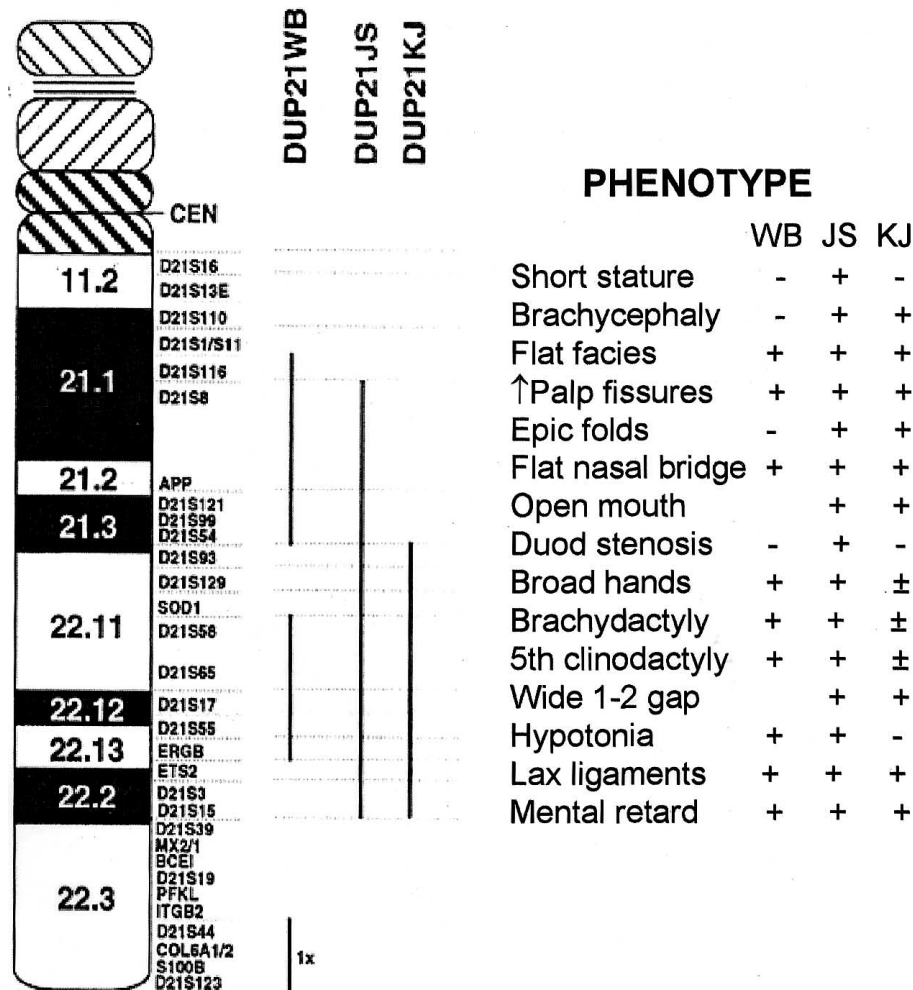 DUP21WB
DUP21JS
DUP21KJ
CEN
11.2
21.1
21.2
21.3
22.11
22.12
22.13
22.2
22.3
D21S16
D21S13E
D21S110
D21S1/S11
D21S116
D21S8
APP
D21S121
D21S99
D21S54
D21S93
D21S129
SOD1
D21S58
D21S65
D21S17
D21S55
ERGB
ETS2
D21S3
D21S15
D21S39
MX2/1
BCEI
D21S19
PFKL
ITGB2
D21S44
COL6A1/2
S100B
D21S123
1x
PHENOTYPE
WB JS KJ
Short stature - + -
Brachycephaly - + +
Flat facies + + +
↑Palp fissures + + +
Epic folds - + +
Flat nasal bridge + + +
Open mouth + +
Duod stenosis - + -
Broad hands + + ±
Brachydactyly + + ±
5th clinodactyly + + ±
Wide 1-2 gap + +
Hypotonia + + -
Lax ligaments + + +
Mental retard + + +